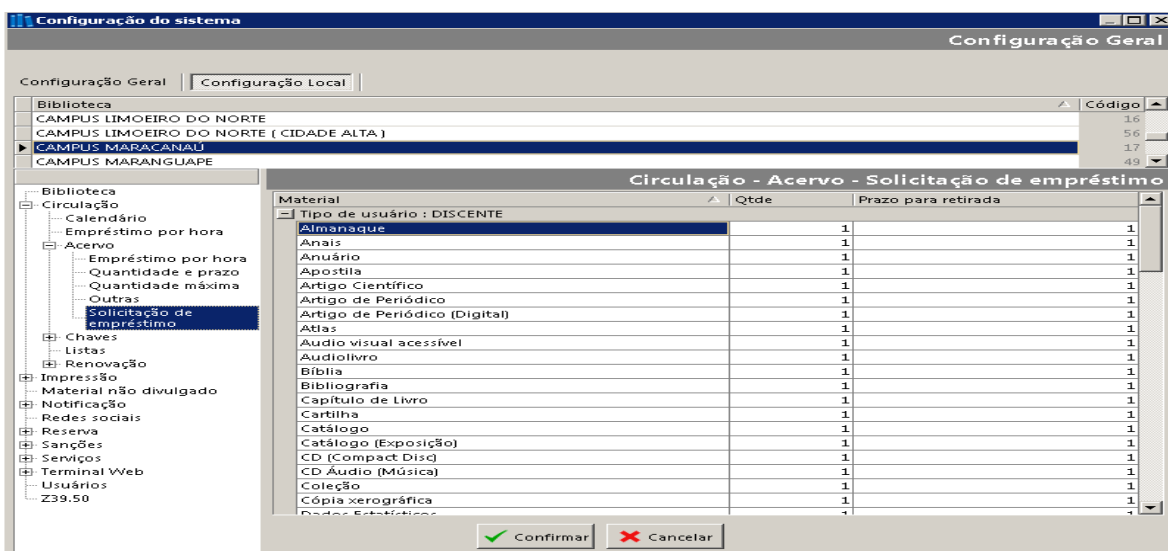 Configuração do sistema
Configuração Geral
Configuração Geral Configuração Local
Biblioteca Código
CAMPUS LIMOEIRO DO NORTE 16
CAMPUS LIMOEIRO DO NORTE ( CIDADE ALTA ) 56
CAMPUS MARACANAÚ 17
CAMPUS MARANGUAPE 49
Biblioteca
Circulação
Calendário
Empréstimo por hora
Acervo
Empréstimo por hora
Quantidade e prazo
Quantidade máxima
Outras
Solicitação de
empréstimo
Chaves
Listas
Renovação
Impressão
Material não divulgado
Notificação
Redes sociais
Reserva
Sanções
Serviços
Terminal Web
Usuários
Z39.50
Circulação - Acervo - Solicitação de empréstimo
Material Qtde Prazo para retirada
Tipo de usuário : DISCENTE
Almanaque 1 1
Anais 1 1
Anuário 1 1
Apostila 1 1
Artigo Científico 1 1
Artigo de Periódico 1 1
Artigo de Periódico (Digital) 1 1
Atlas 1 1
Audio visual acessível 1 1
Audiolivro 1 1
Bíblia 1 1
Bibliografia 1 1
Capítulo de Livro 1 1
Cartilha 1 1
Catálogo 1 1
Catálogo (Exposição) 1 1
CD (Compact Disc) 1 1
CD Áudio (Música) 1 1
Coleção 1 1
Cópia xerográfica 1 1
Dados Estatísticos 1 1
Confirmar Cancelar